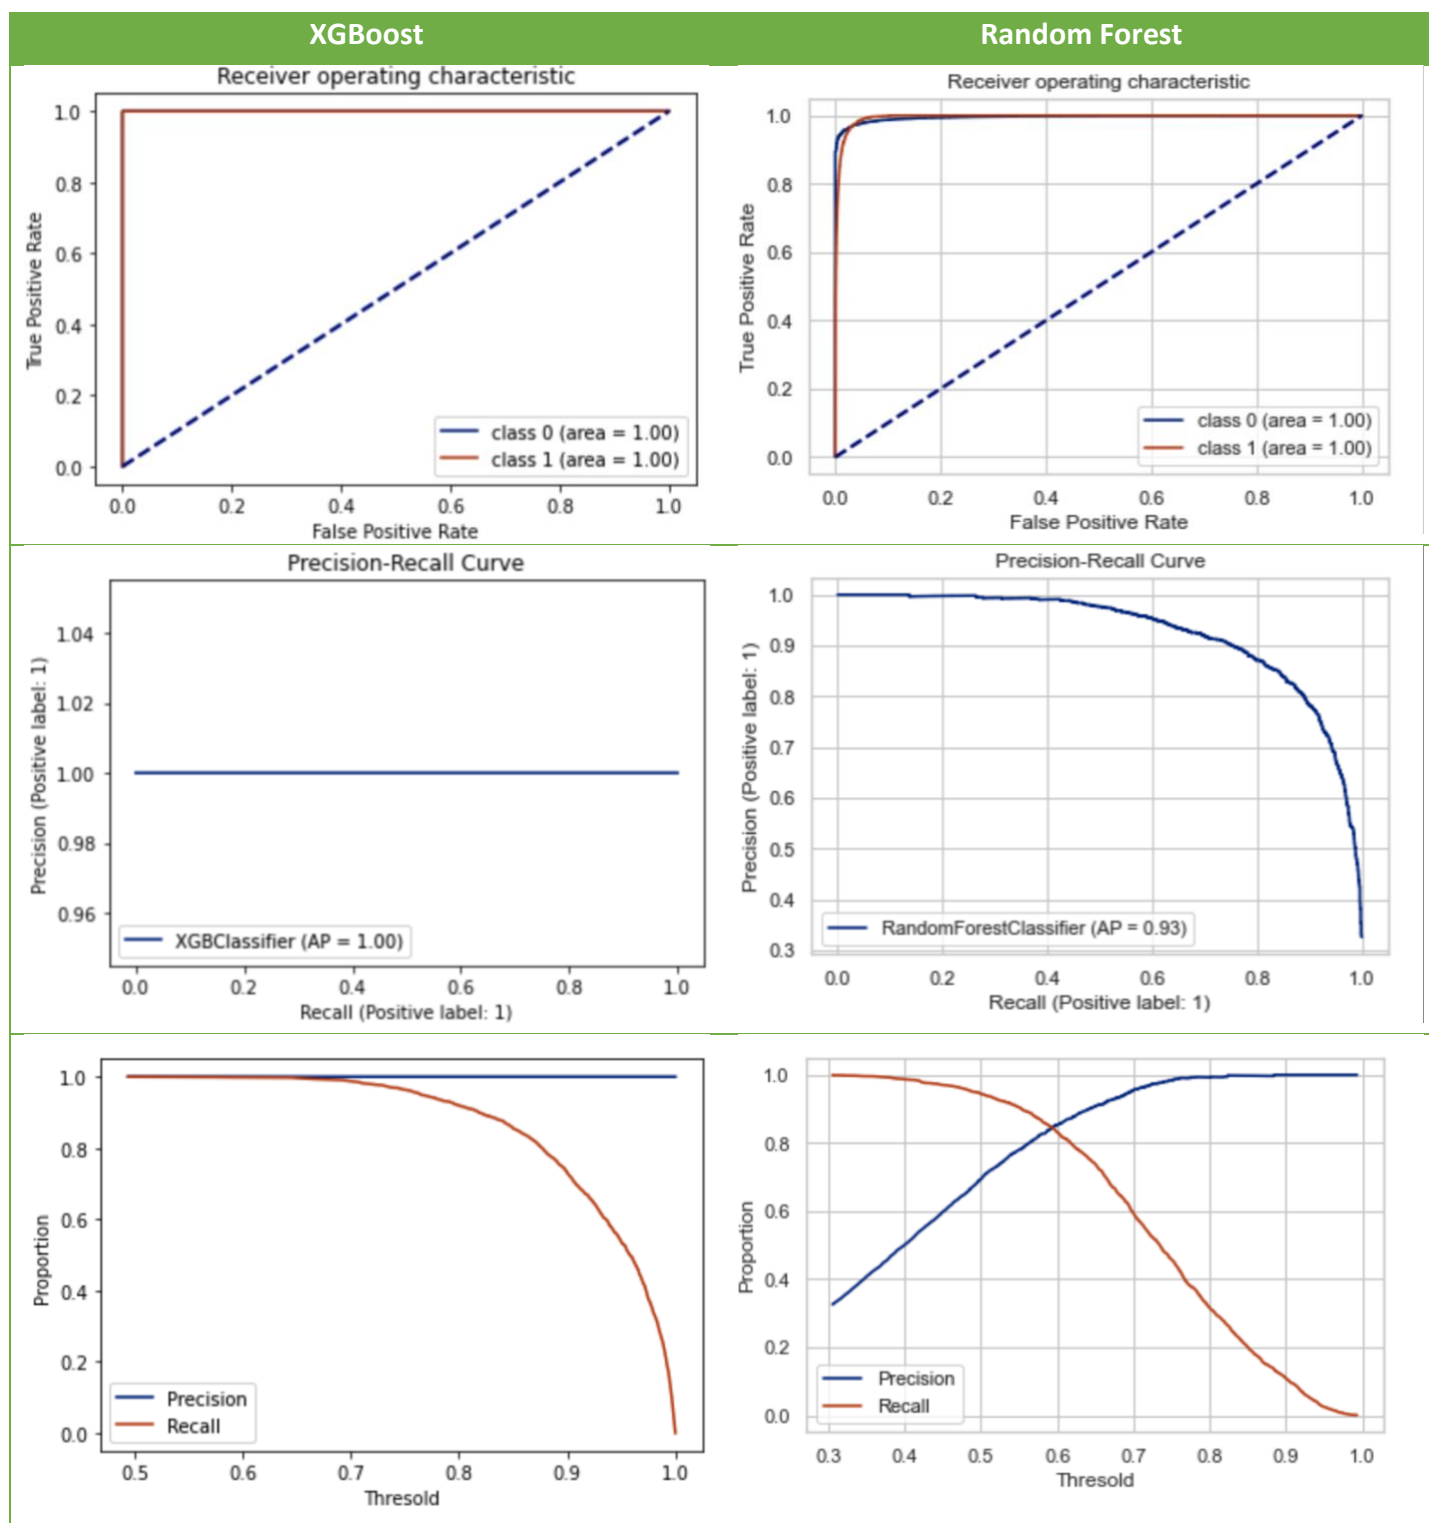 XGBoost
Random Forest
Receiver operating characteristic
True Positive Rate
1.0
0.8
0.6
0.4
0.2
0.0
class 0 (area = 1.00)
class 1 (area = 1.00)
0.0 0.2 0.4 0.6 0.8 1.0
False Positive Rate
Receiver operating characteristic
True Positive Rate
1.0
0.8
0.6
0.4
0.2
0.0
class 0 (area = 1.00)
class 1 (area = 1.00)
0.0 0.2 0.4 0.6 0.8 1.0
False Positive Rate
Precision-Recall Curve
Precision (Positive label: 1)
1.04
1.02
1.00
0.98
0.96
XGBClassifier (AP = 1.00)
0.0 0.2 0.4 0.6 0.8 1.0
Recall (Positive label: 1)
Precision-Recall Curve
Precision (Positive label: 1)
1.0
0.9
0.8
0.7
0.6
0.5
0.4
0.3
RandomForestClassifier (AP = 0.93)
0.0 0.2 0.4 0.6 0.8 1.0
Recall (Positive label: 1)
Proportion
1.0
0.8
0.6
0.4
0.2
0.0
Precision
Recall
0.5 0.6 0.7 0.8 0.9 1.0
Thresold
Proportion
1.0
0.8
0.6
0.4
0.2
0.0
Precision
Recall
0.3 0.4 0.5 0.6 0.7 0.8 0.9 1.0
Thresold